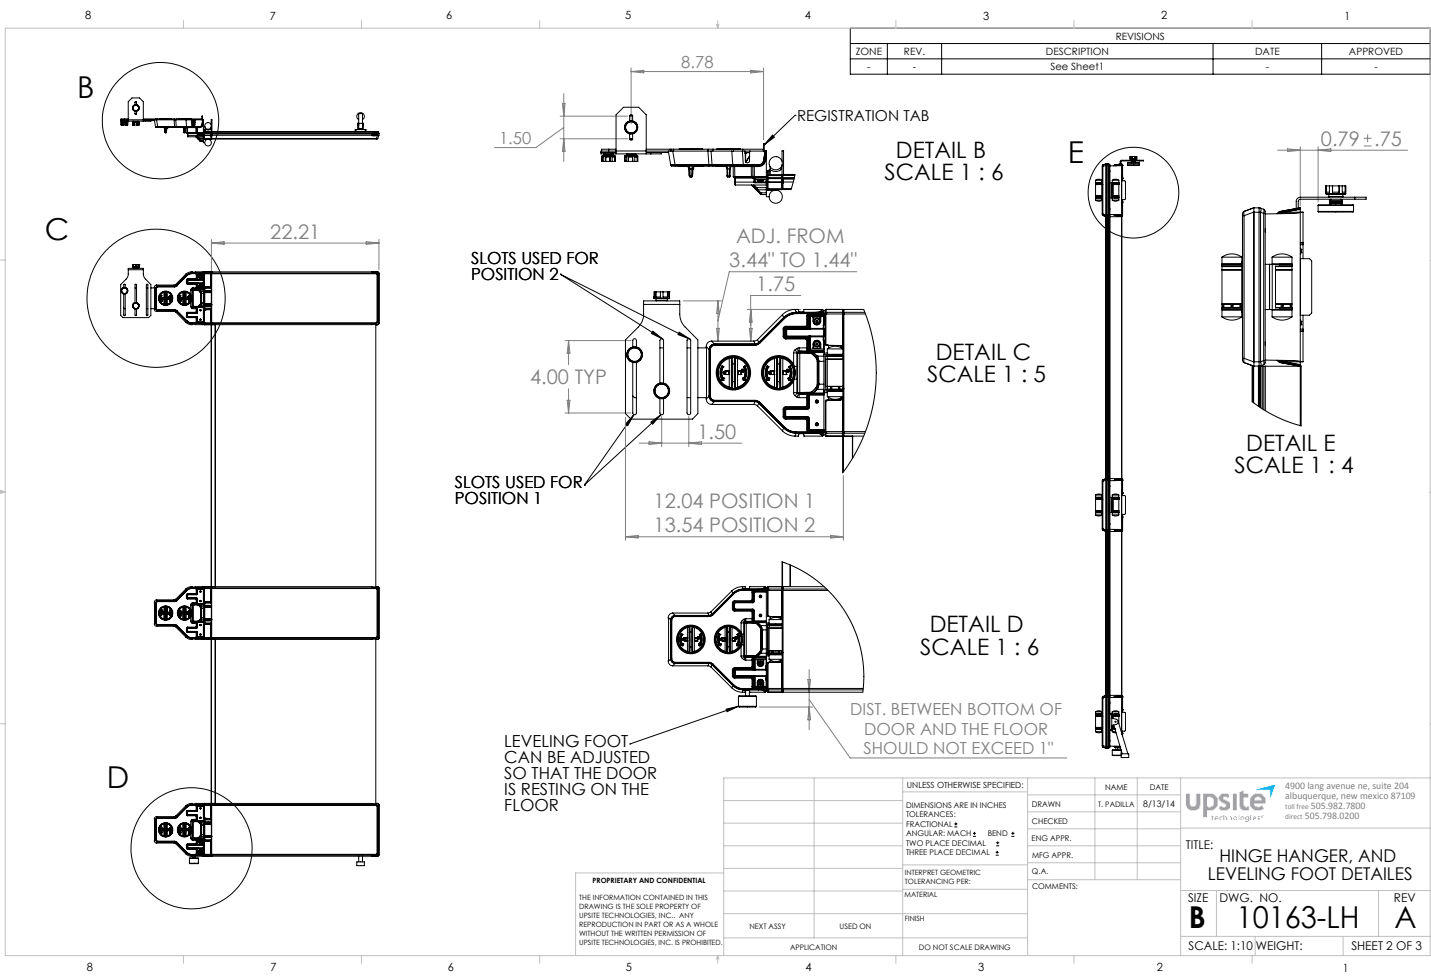 8 7 6 5 4 3 2 1
REVISIONS
ZONE REV. DESCRIPTION DATE APPROVED
- - See Sheet1 - -
B
8.78
1.50
REGISTRATION TAB
DETAIL B
SCALE 1 : 6
E
0.79 ±.75
C
22.21
SLOTS USED FOR
POSITION 2
ADJ. FROM
3.44" TO 1.44"
1.75
4.00 TYP
1.50
DETAIL C
SCALE 1 : 5
SLOTS USED FOR
POSITION 1
12.04 POSITION 1
13.54 POSITION 2
DETAIL E
SCALE 1 : 4
DETAIL D
SCALE 1 : 6
DIST. BETWEEN BOTTOM OF
DOOR AND THE FLOOR
SHOULD NOT EXCEED 1"
LEVELING FOOT
CAN BE ADJUSTED
SO THAT THE DOOR
IS RESTING ON THE
FLOOR
D
PROPRIETARY AND CONFIDENTIAL
THE INFORMATION CONTAINED IN THIS
DRAWING IS THE SOLE PROPERTY OF
UPSITE TECHNOLOGIES, INC.. ANY
REPRODUCTION IN PART OR AS A WHOLE
WITHOUT THE WRITTEN PERMISSION OF
UPSITE TECHNOLOGIES, INC. IS PROHIBITED.
NEXT ASSY USED ON
APPLICATION
UNLESS OTHERWISE SPECIFIED:
DIMENSIONS ARE IN INCHES
TOLERANCES:
FRACTIONAL ±
ANGULAR: MACH ± BEND ±
TWO PLACE DECIMAL ±
THREE PLACE DECIMAL ±
INTERPRET GEOMETRIC
TOLERANCING PER:
MATERIAL
FINISH
DO NOT SCALE DRAWING
NAME DATE
DRAWN T. PADILLA 8/13/14
CHECKED
ENG APPR.
MFG APPR.
Q.A.
COMMENTS:
upsite
technologies
4900 lang avenue ne, suite 204
albuquerque, new mexico 87109
toll free 505.982.7800
direct 505.798.0200
TITLE:
HINGE HANGER, AND
LEVELING FOOT DETAILES
SIZE DWG. NO. REV
B 10163-LH A
SCALE: 1:10 WEIGHT: SHEET 2 OF 3
8 7 6 5 4 3 2 1